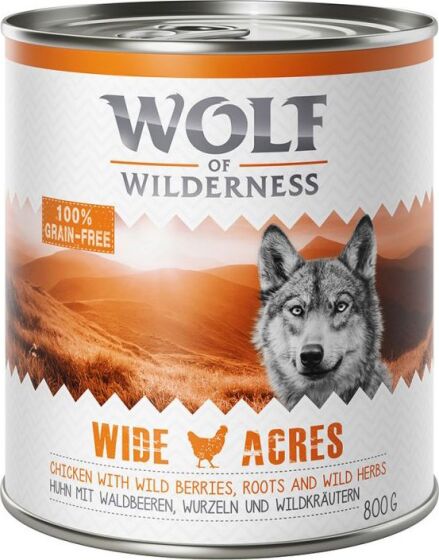 WOLF
OF
WILDERNESS
100%
GRAIN-FREE
WIDE ACRES
CHICKEN WITH WILD BERRIES, ROOTS AND WILD HERBS
HUHN MIT WALDBEEREN, WURZELN UND WILDKRÄUTERN
800 G